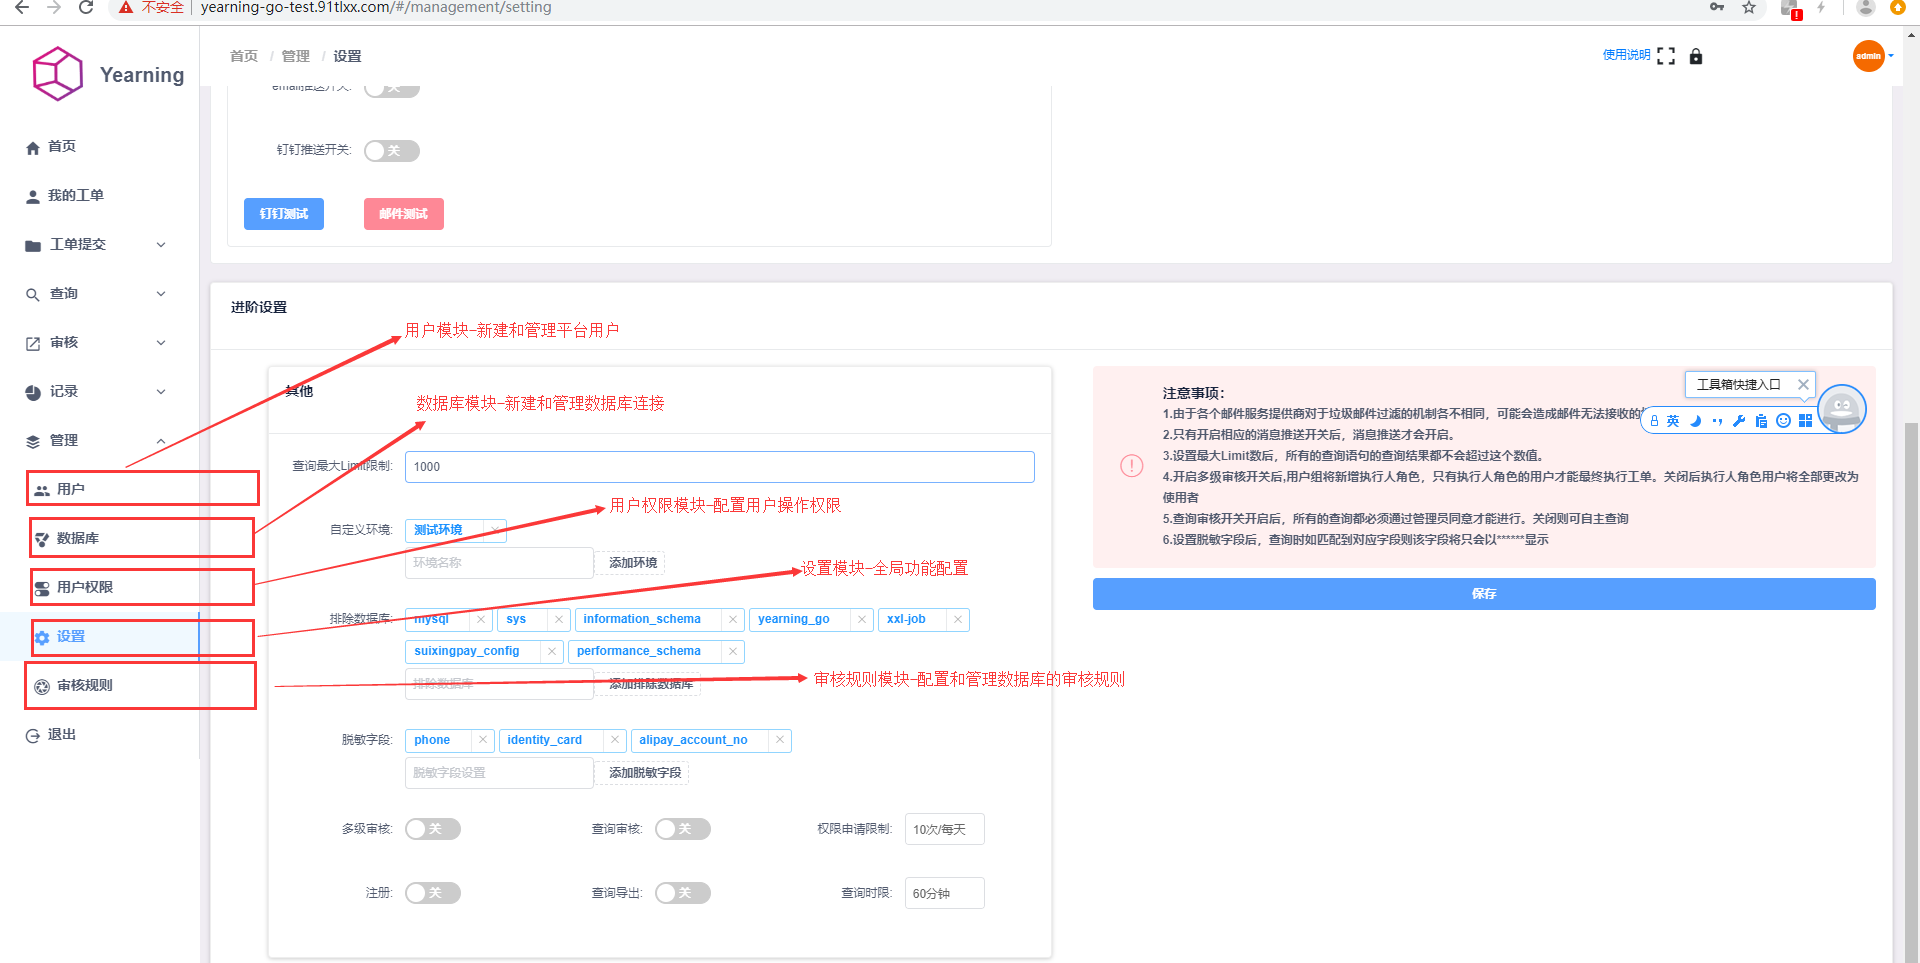 不安全 yearning-go-test.91tlxx.com/#/management/setting
Yearning
首页 / 管理 / 设置
使用说明
admin
首页
我的工单
工单提交
查询
审核
记录
管理
用户
数据库
用户权限
设置
审核规则
退出
email推送开关: 关
钉钉推送开关: 关
钉钉测试 邮件测试
进阶设置
用户模块–新建和管理平台用户
其他
数据库模块–新建和管理数据库连接
查询最大Limit限制: 1000
用户权限模块–配置用户操作权限
自定义环境: 测试环境
环境名称 添加环境
设置模块–全局功能配置
排除数据库: mysql sys information_schema yearning_go xxl-job
suixingpay_config performance_schema
排除数据库 添加排除数据库
审核规则模块–配置和管理数据库的审核规则
脱敏字段: phone identity_card alipay_account_no
脱敏字段设置 添加脱敏字段
多级审核: 关 查询审核: 关 权限申请限制: 10次/每天
注册: 关 查询导出: 关 查询时限: 60分钟
注意事项:
1.由于各个邮件服务提供商对于垃圾邮件过滤的机制各不相同，可能会造成邮件无法接收的
2.只有开启相应的消息推送开关后，消息推送才会开启。
3.设置最大Limit数后，所有的查询语句的查询结果都不会超过这个数值。
4.开启多级审核开关后,用户组将新增执行人角色，只有执行人角色的用户才能最终执行工单。关闭后执行人角色用户将全部更改为
使用者
5.查询审核开关开启后，所有的查询都必须通过管理员同意才能进行。关闭则可自主查询
6.设置脱敏字段后，查询时如匹配到对应字段则该字段将只会以******显示
工具箱快捷入口
英
保存